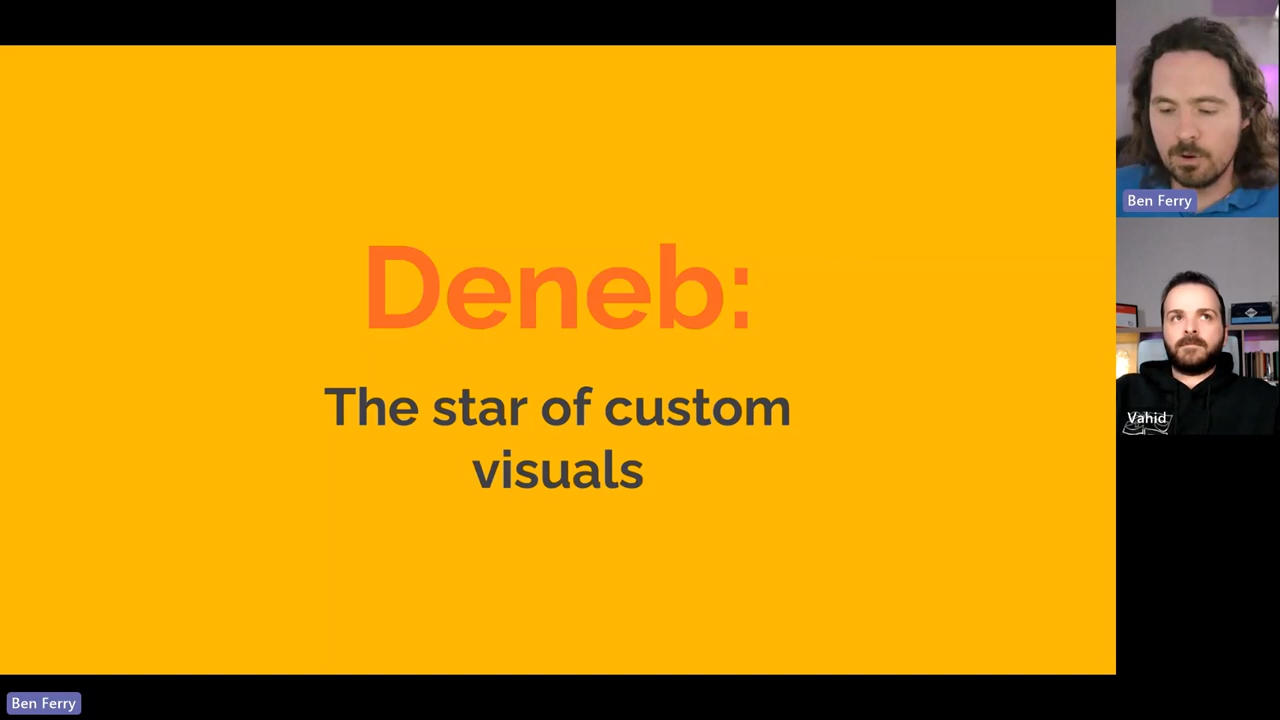 Deneb:
The star of custom
visuals
Ben Ferry
Vahid
Ben Ferry